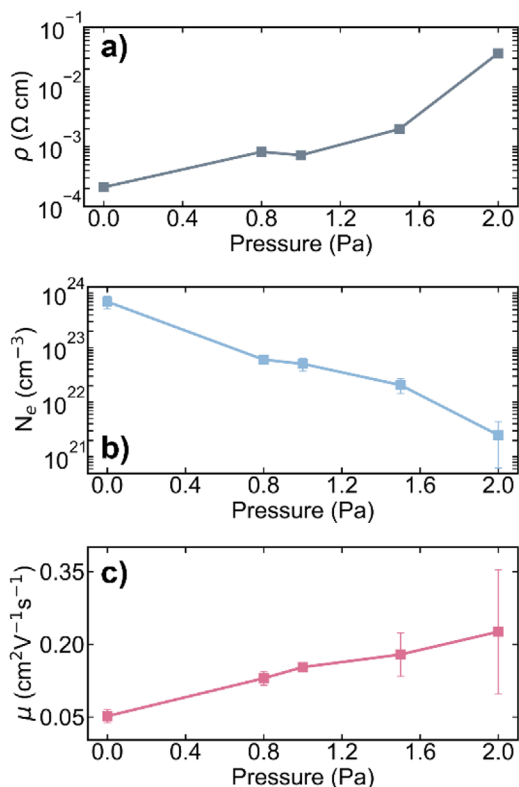 a)
10⁻¹
10⁻²
10⁻³
10⁻⁴
ρ (Ω cm)
0.0 0.4 0.8 1.2 1.6 2.0
Pressure (Pa)
10²⁴
10²³
10²²
10²¹
Nₑ (cm⁻³)
b)
0.0 0.4 0.8 1.2 1.6 2.0
Pressure (Pa)
c)
0.35
0.20
0.05
μ (cm²V⁻¹s⁻¹)
0.0 0.4 0.8 1.2 1.6 2.0
Pressure (Pa)